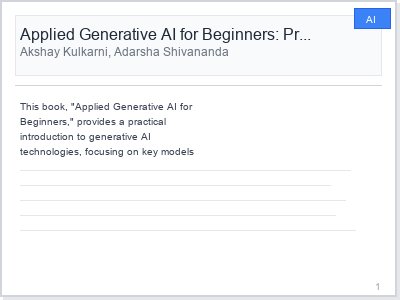 AI
Applied Generative AI for Beginners: Pr...
Akshay Kulkarni, Adarsha Shivananda
This book, "Applied Generative AI for
Beginners," provides a practical
introduction to generative AI
technologies, focusing on key models
1